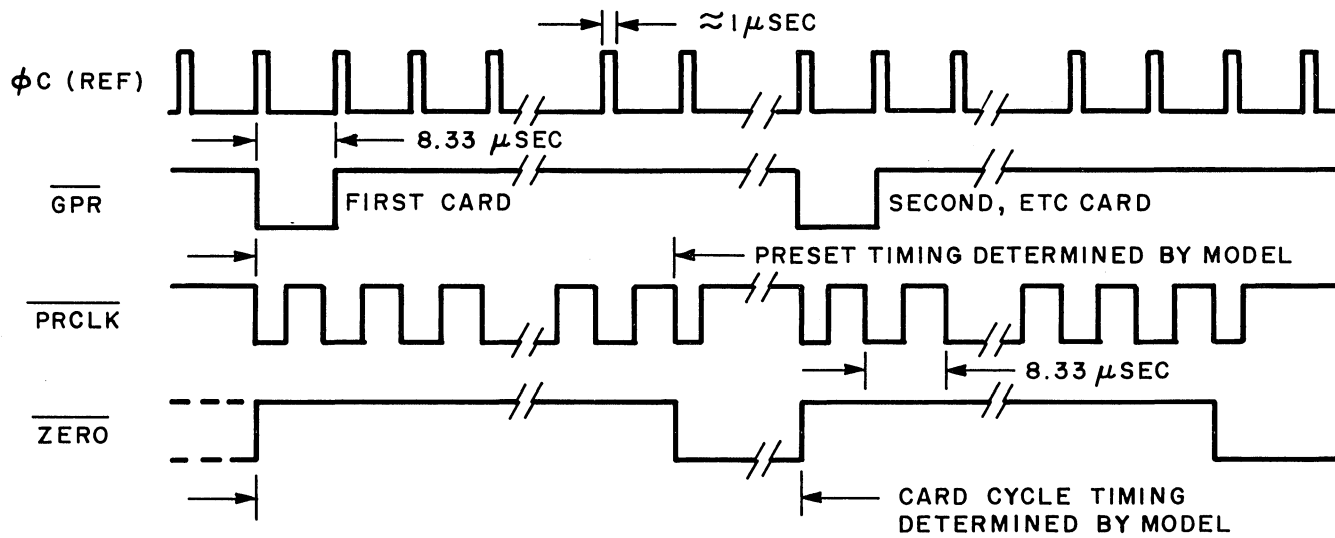 ≈ 1 μSEC
ϕC (REF)
8.33 μSEC
GPR
FIRST CARD
SECOND, ETC CARD
PRESET TIMING DETERMINED BY MODEL
PRCLK
8.33 μSEC
ZERO
CARD CYCLE TIMING
DETERMINED BY MODEL